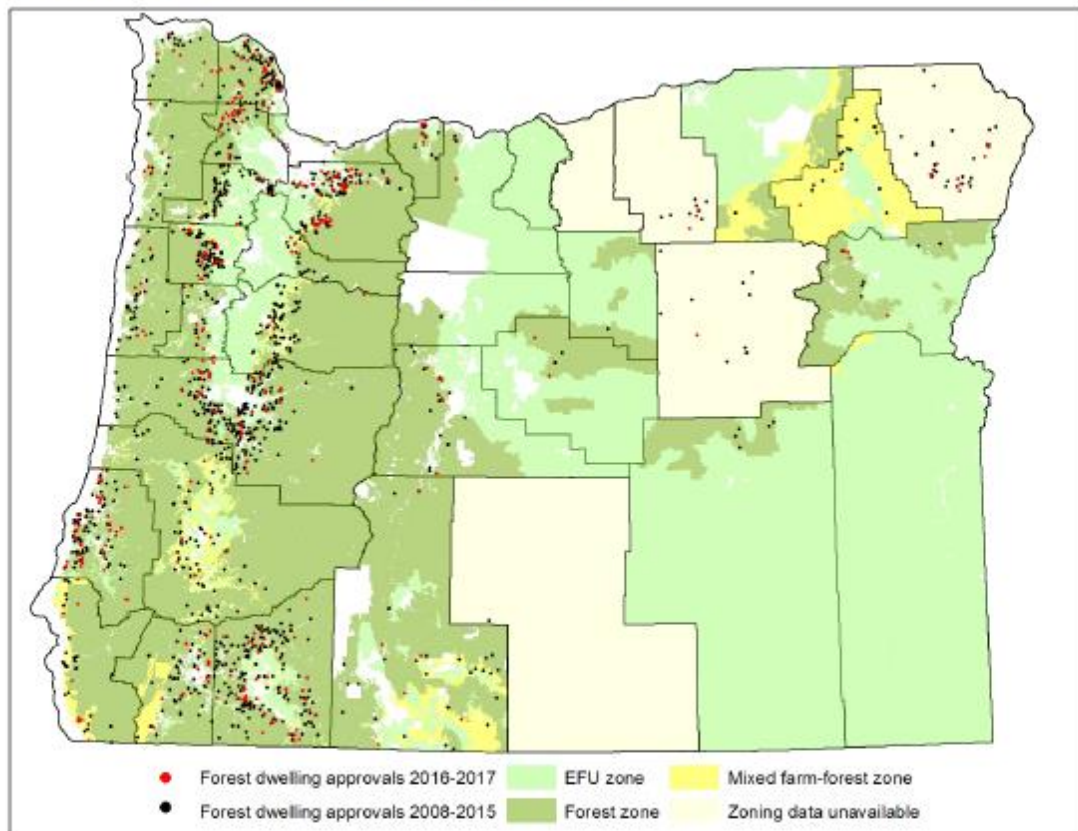 Forest dwelling approvals 2016-2017 EFU zone Mixed farm-forest zone
Forest dwelling approvals 2008-2015 Forest zone Zoning data unavailable